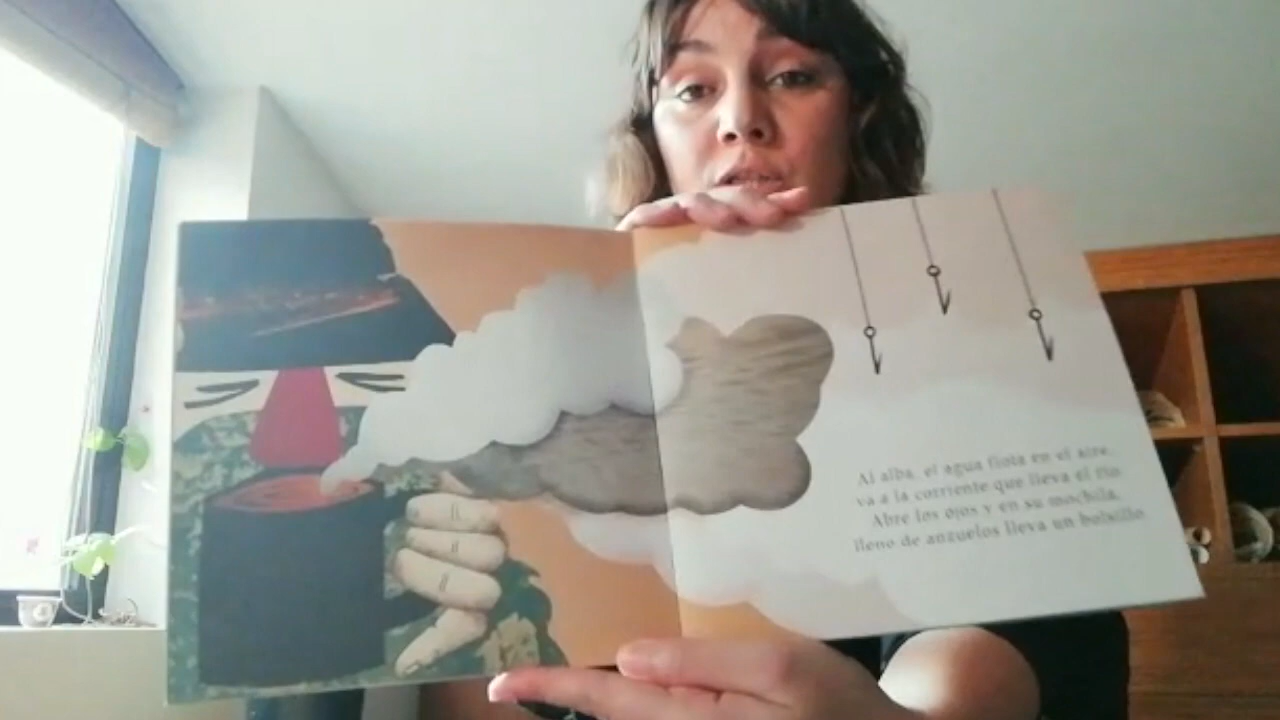 Al alba, el agua flota en el aire,
va a la corriente que lleva el río.
Abre los ojos y en su mochila,
lleno de anzuelos lleva un bolsillo.